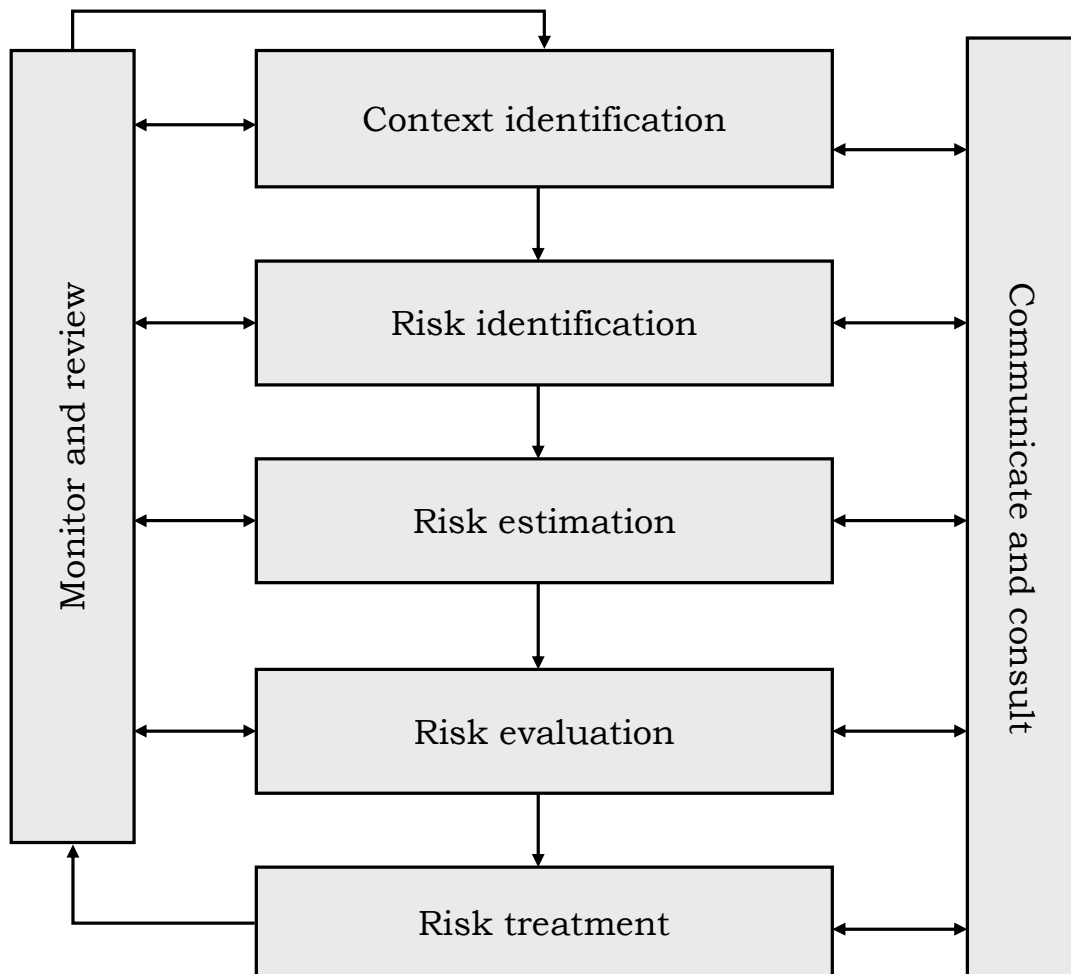 Context identification
Risk identification
Risk estimation
Risk evaluation
Risk treatment
Monitor and review
Communicate and consult